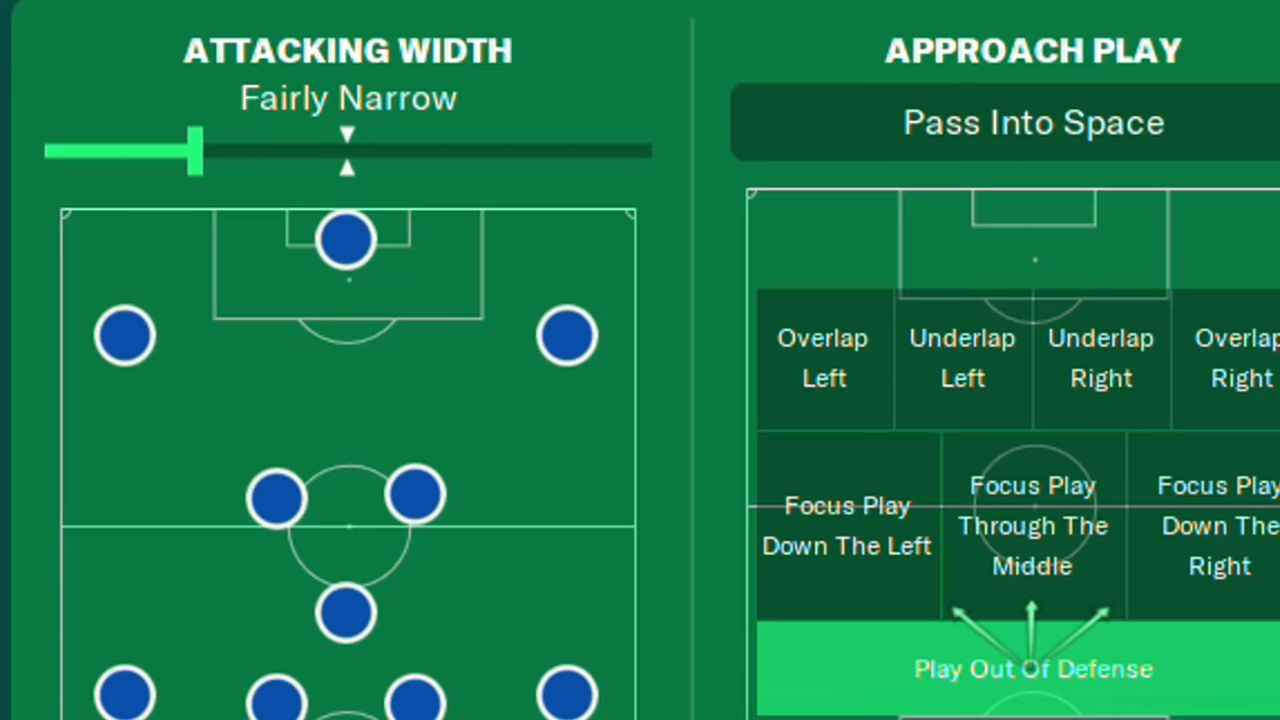 ATTACKING WIDTH
Fairly Narrow
APPROACH PLAY
Pass Into Space
Overlap
Left
Underlap
Left
Underlap
Right
Overlap
Right
Focus Play
Down The Left
Focus Play
Through The
Middle
Focus Play
Down The
Right
Play Out Of Defense